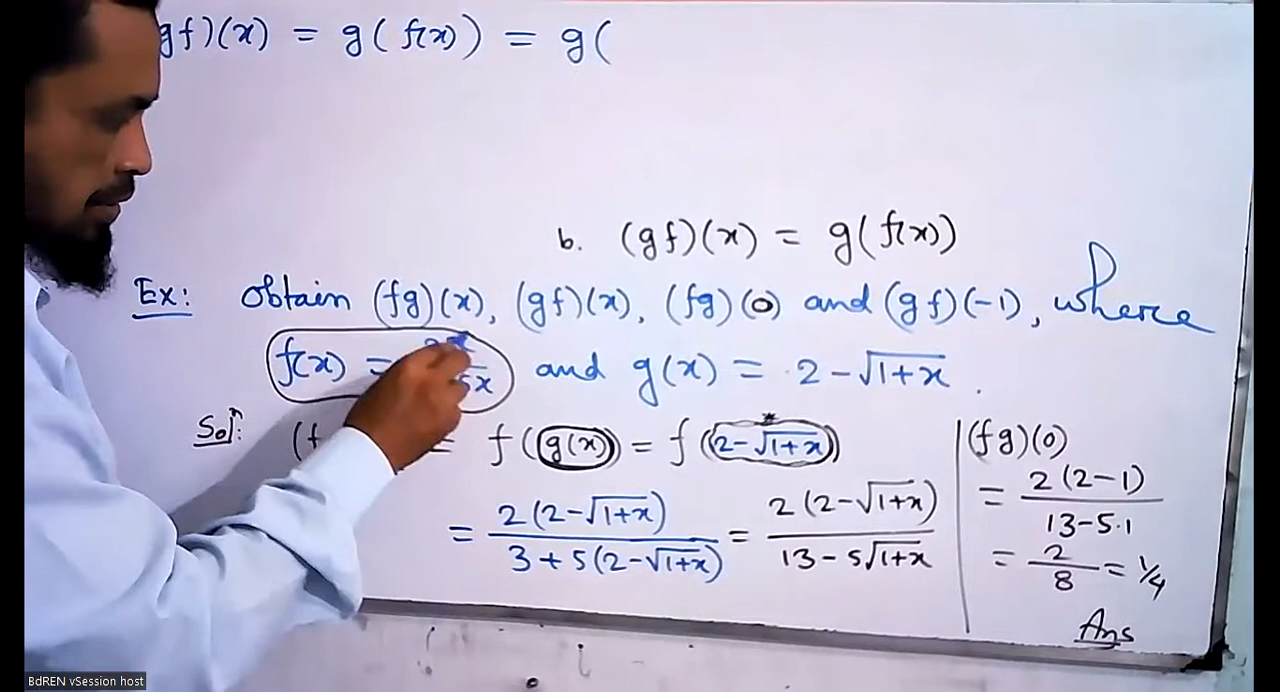 gf)(x) = g(f(x)) = g(
b. (gf)(x) = g(f(x))
Ex: Obtain (fg)(x), (gf)(x), (fg)(0) and (gf)(-1), where
f(x) = 2x / 5x and g(x) = 2-√1+x .
Sol: (f = f(g(x)) = f(2-√1+x)
= 2(2-√1+x) / 3+5(2-√1+x) = 2(2-√1+x) / 13-5√1+x
(fg)(0)
= 2(2-1) / 13-5·1
= 2/8 = 1/4
Ans
BdREN vSession host